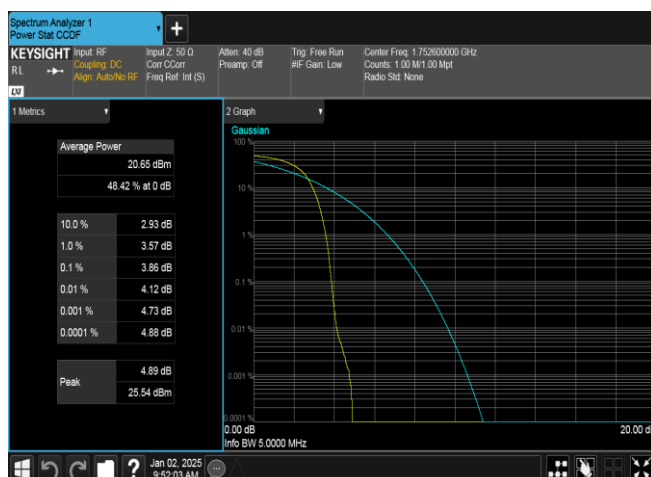 Spectrum Analyzer 1
Power Stat CCDF
+
KEYSIGHT
RL
LXI
Input: RF
Coupling: DC
Align: Auto/No RF
Input Z: 50 Ω
Corr CCorr
Freq Ref: Int (S)
Atten: 40 dB
Preamp: Off
Trig: Free Run
#IF Gain: Low
Center Freq: 1.752600000 GHz
Counts: 1.00 M/1.00 Mpt
Radio Std: None
1 Metrics
Average Power
20.65 dBm
48.42 % at 0 dB
10.0 % 2.93 dB
1.0 % 3.57 dB
0.1 % 3.86 dB
0.01 % 4.12 dB
0.001 % 4.73 dB
0.0001 % 4.88 dB
Peak
4.89 dB
25.54 dBm
2 Graph
Gaussian
100 %
10 %
1 %
0.1 %
0.01 %
0.001 %
0.0001 %
0.00 dB
20.00 d
Info BW 5.0000 MHz
?
Jan 02, 2025
9:52:03 AM